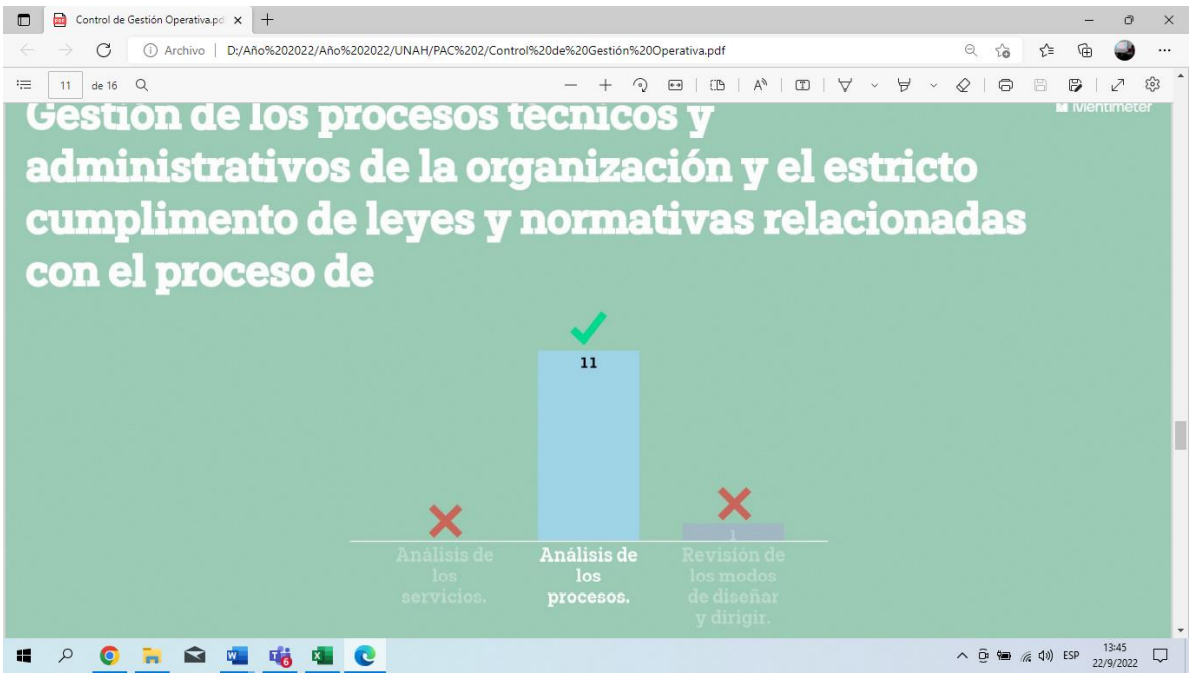 Control de Gestión Operativa.pd
Archivo | D:/Año%202022/Año%202022/UNAH/PAC%202/Control%20de%20Gestión%20Operativa.pdf
11 de 16
Mentimeter
Gestión de los procesos técnicos y
administrativos de la organización y el estricto
cumplimento de leyes y normativas relacionadas
con el proceso de
11
1
Análisis de
los
servicios.
Análisis de
los
procesos.
Revisión de
los modos
de diseñar
y dirigir.
6
ESP
13:45
22/9/2022